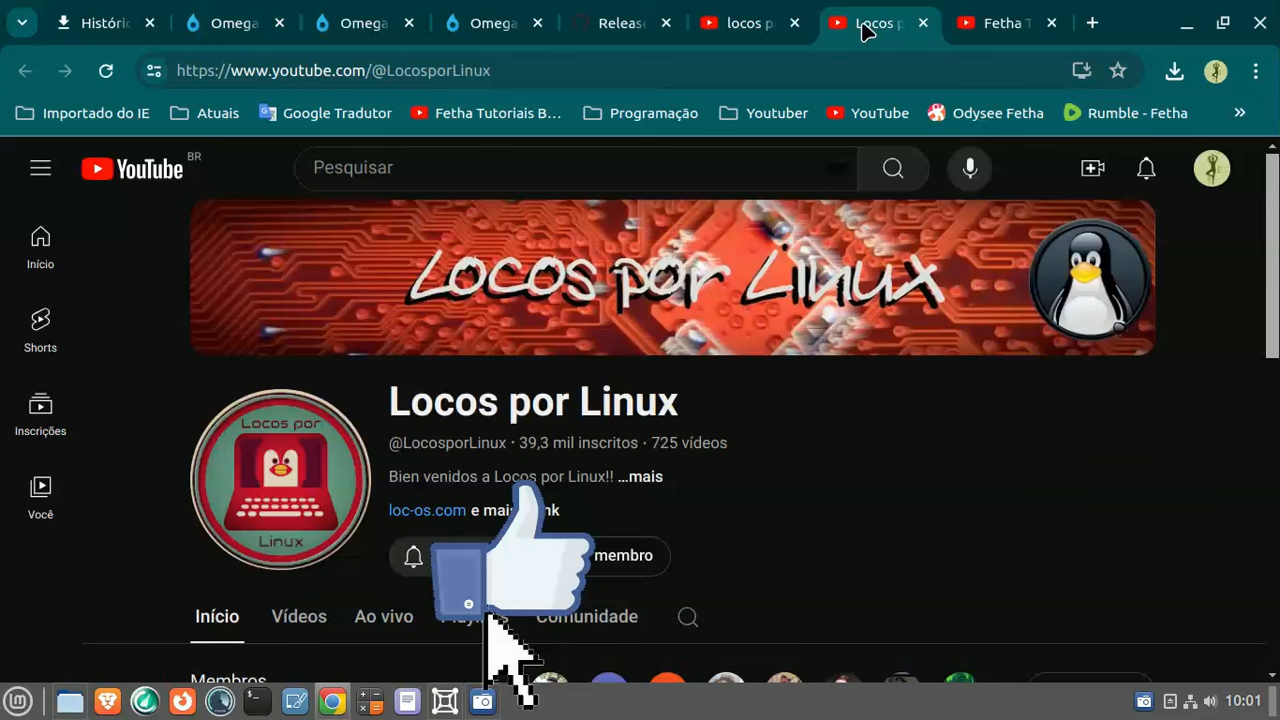 Históri
Omega
Omega
Omega
Release
locos p
Locos p
Fetha T
https://www.youtube.com/@LocosporLinux
Importado do IE
Atuais
Google Tradutor
Fetha Tutoriais B...
Programação
Youtuber
YouTube
Odysee Fetha
Rumble - Fetha
YouTube BR
Pesquisar
Locos por Linux
Início
Shorts
Inscrições
Você
Locos por
Linux
Locos por Linux
@LocosporLinux · 39,3 mil inscritos · 725 vídeos
Bien venidos a Locos por Linux!! ...mais
loc-os.com e mais
membro
Início
Vídeos
Ao vivo
Comunidade
Membros
10:01